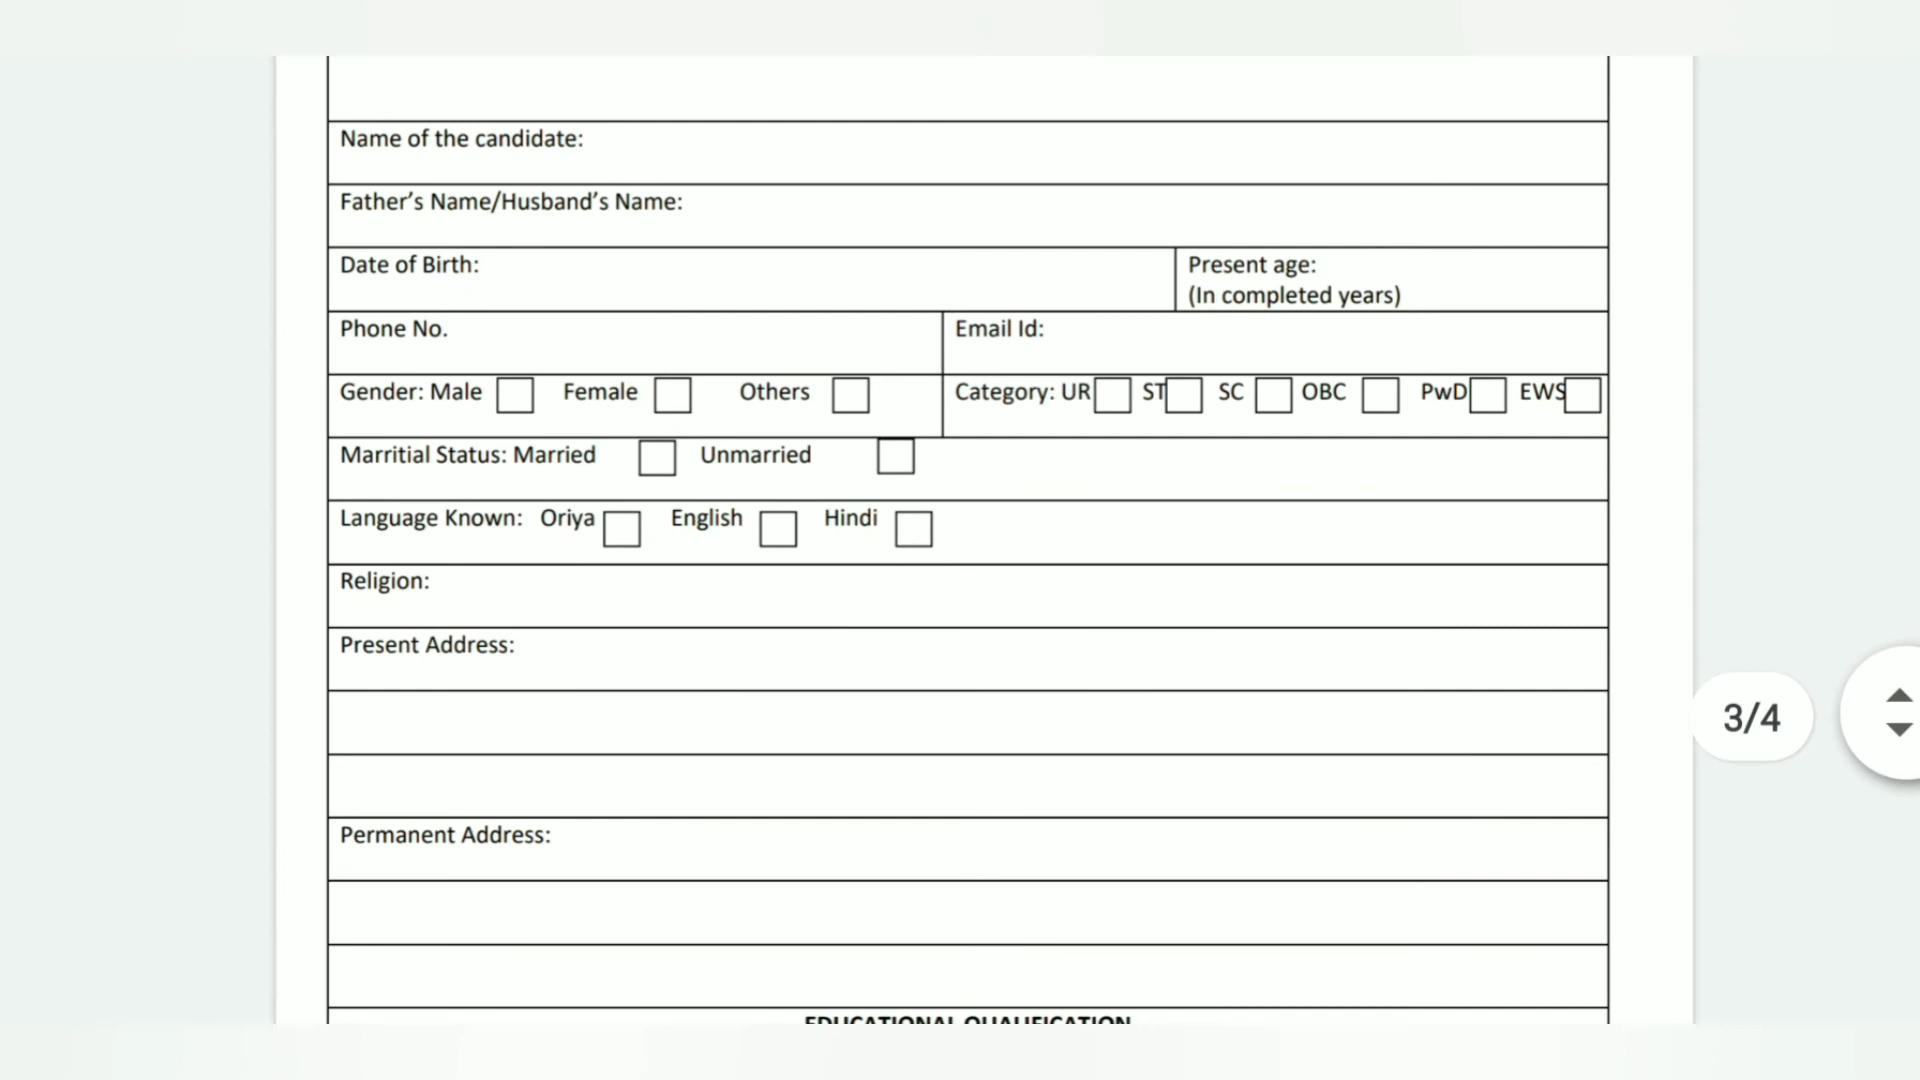 Name of the candidate:
Father’s Name/Husband’s Name:
Date of Birth: Present age:
(In completed years)
Phone No. Email Id:
Gender: Male Female Others Category: UR ST SC OBC PwD EWS
Marritial Status: Married Unmarried
Language Known: Oriya English Hindi
Religion:
Present Address:
3/4
Permanent Address:
EDUCATIONAL QUALIFICATION